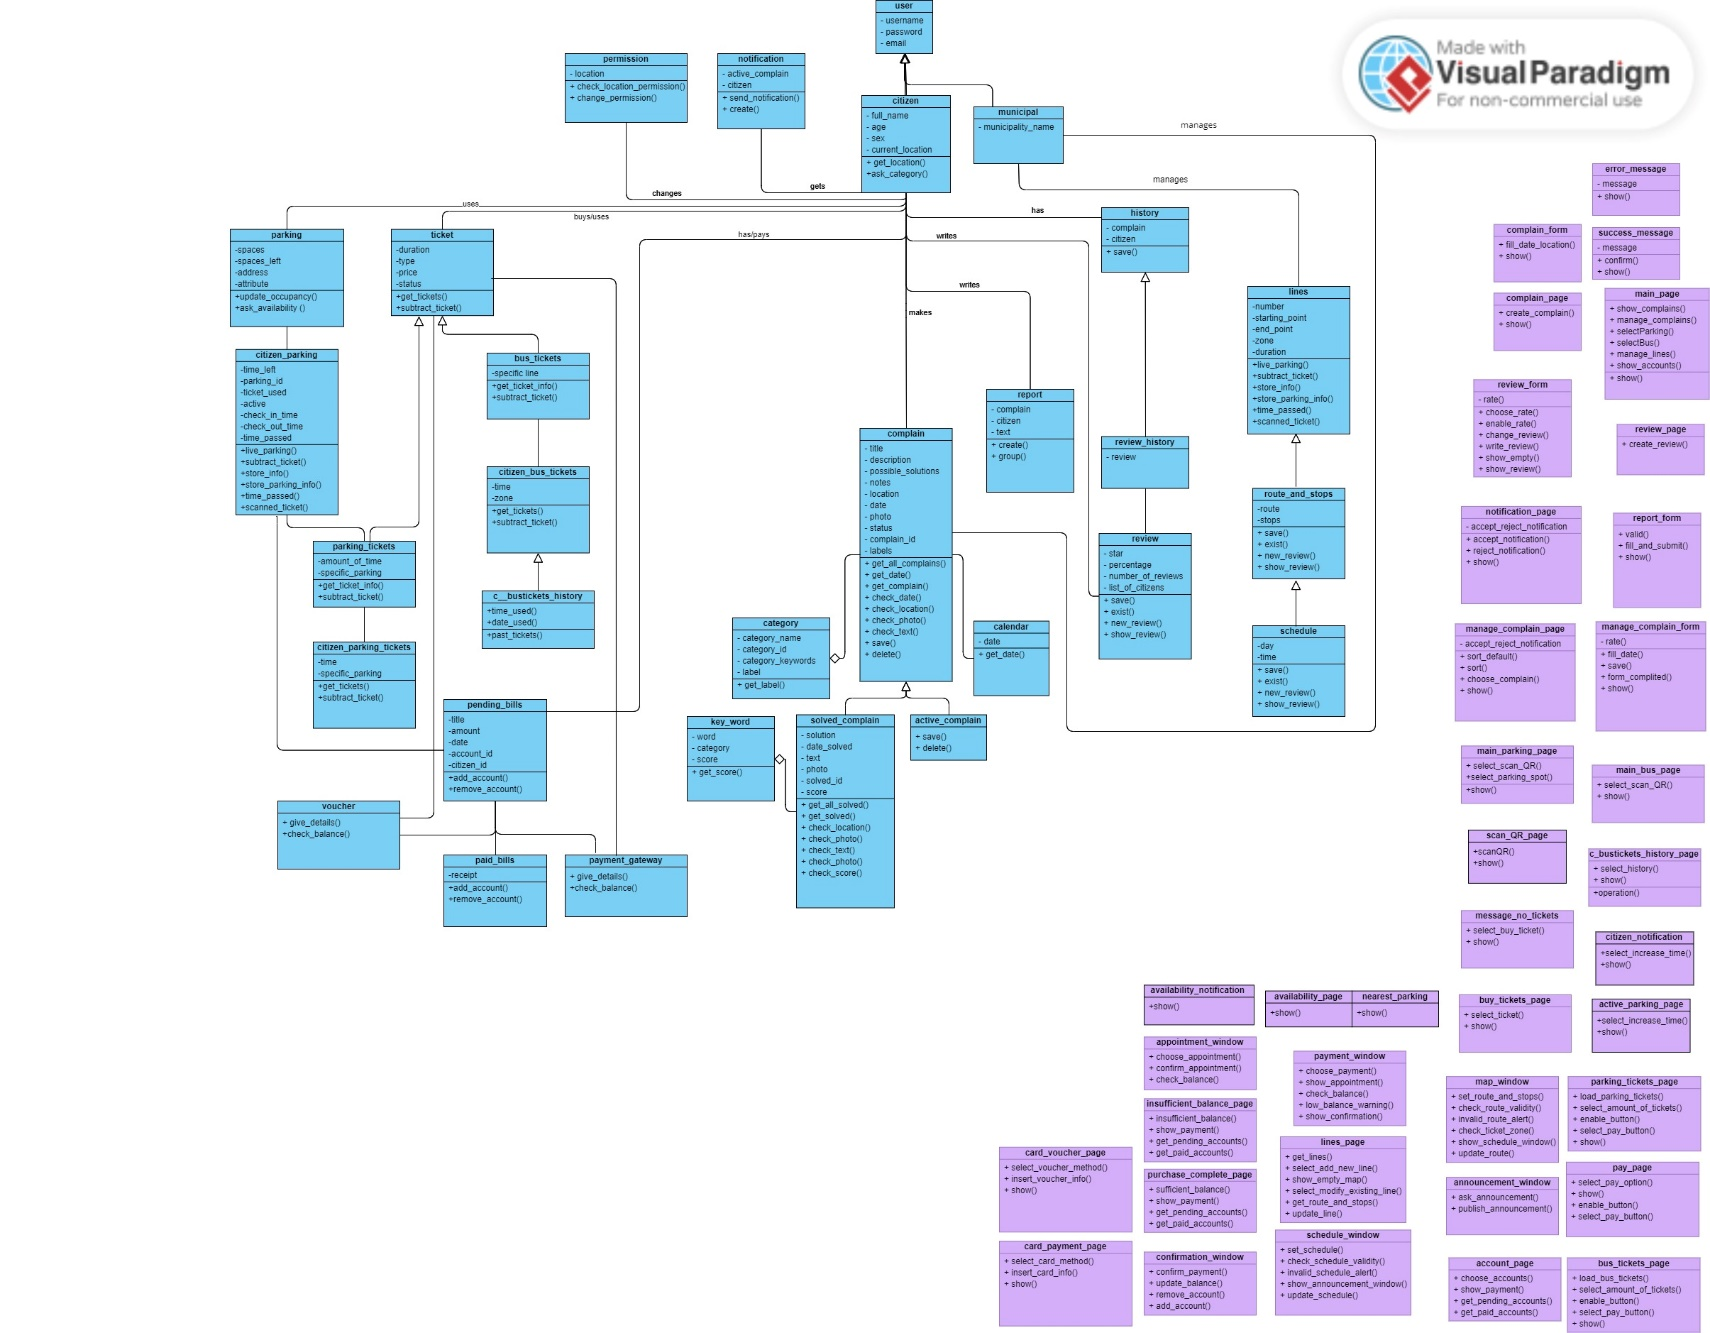 user
- username
- password
- email
Made with
Visual Paradigm
For non-commercial use
permission
- location
+ check_location_permission()
+ change_permission()
notification
- active_complain
- citizen
+ send_notification()
+ create()
citizen
- full_name
- age
- sex
- current_location
+ get_location()
+ask_category()
municipal
- municipality_name
manages
manages
changes
gets
uses
buys/uses
has/pays
has
writes
writes
makes
parking
-spaces
-spaces_left
-address
-attribute
+update_occupancy()
+ask_availability ()
ticket
-duration
-type
-price
-status
+get_tickets()
+subtract_ticket()
history
- complain
- citizen
+ save()
lines
-number
-starting_point
-end_point
-zone
-duration
+live_parking()
+subtract_ticket()
+store_info()
+store_parking_info()
+time_passed()
+scanned_ticket()
citizen_parking
-time_left
-parking_id
-ticket_used
-active
-check_in_time
-check_out_time
-time_passed
+live_parking()
+subtract_ticket()
+store_info()
+store_parking_info()
+time_passed()
+scanned_ticket()
bus_tickets
-specific line
+get_ticket_info()
+subtract_ticket()
citizen_bus_tickets
-time
-zone
+get_tickets()
+subtract_ticket()
c__bustickets_history
+time_used()
+date_used()
+past_tickets()
parking_tickets
-amount_of_time
-specific_parking
+get_ticket_info()
+subtract_ticket()
citizen_parking_tickets
-time
-specific_parking
+get_tickets()
+subtract_ticket()
report
- complain
- citizen
- text
+ create()
+ group()
complain
- title
- description
- possible_solutions
- notes
- location
- date
- photo
- status
- complain_id
- labels
+ get_all_complains()
+ get_date()
+ get_complain()
+ check_date()
+ check_location()
+ check_photo()
+ check_text()
+ save()
+ delete()
review_history
- review
review
- star
- percentage
- number_of_reviews
- list_of_citizens
+ save()
+ exist()
+ new_review()
+ show_review()
route_and_stops
-route
-stops
+ save()
+ exist()
+ new_review()
+ show_review()
schedule
-day
-time
+ save()
+ exist()
+ new_review()
+ show_review()
category
- category_name
- category_id
- category_keywords
- label
+ get_label()
calendar
- date
+ get_date()
key_word
- word
- category
- score
+ get_score()
solved_complain
- solution
- date_solved
- text
- photo
- solved_id
- score
+ get_all_solved()
+ get_solved()
+ check_location()
+ check_photo()
+ check_text()
+ check_photo()
+ check_score()
active_complain
+ save()
+ delete()
pending_bills
-title
-amount
-date
-account_id
-citizen_id
+add_account()
+remove_account()
voucher
+ give_details()
+check_balance()
paid_bills
-receipt
+add_account()
+remove_account()
payment_gateway
+ give_details()
+check_balance()
error_message
- message
+ show()
complain_form
+ fill_date_location()
+ show()
success_message
- message
+ confirm()
+ show()
complain_page
+ create_complain()
+ show()
main_page
+ show_complains()
+ manage_complains()
+ selectParking()
+ selectBus()
+ manage_lines()
+ show_accounts()
+ show()
review_form
- rate()
+ choose_rate()
+ enable_rate()
+ change_review()
+ write_review()
+ show_empty()
+ show_review()
review_page
+ create_review()
notification_page
- accept_reject_notification
+ accept_notification()
+ reject_notification()
+ show()
report_form
+ valid()
+ fill_and_submit()
+ show()
manage_complain_page
- accept_reject_notification
+ sort_default()
+ sort()
+ choose_complain()
+ show()
manage_complain_form
- rate()
+ fill_date()
+ save()
+ form_complited()
+ show()
main_parking_page
+ select_scan_QR()
+select_parking_spot()
+show()
main_bus_page
+ select_scan_QR()
+ show()
scan_QR_page
+scanQR()
+show()
c_bustickets_history_page
+ select_history()
+ show()
+operation()
message_no_tickets
+ select_buy_ticket()
+ show()
citizen_notification
+select_increase_time()
+show()
buy_tickets_page
+ select_ticket()
+ show()
active_parking_page
+select_increase_time()
+show()
availability_notification
+show()
availability_page
+show()
nearest_parking
+show()
appointment_window
+ choose_appointment()
+ confirm_appointment()
+ check_balance()
payment_window
+ choose_payment()
+ show_appointment()
+ check_balance()
+ low_balance_warning()
+ show_confirmation()
map_window
+ set_route_and_stops()
+ check_route_validity()
+ invalid_route_alert()
+ check_ticket_zone()
+ show_schedule_window()
+ update_route()
parking_tickets_page
+ load_parking_tickets()
+ select_amount_of_tickets()
+ enable_button()
+ select_pay_button()
+ show()
insufficient_balance_page
+ insufficient_balance()
+ show_payment()
+ get_pending_accounts()
+ get_paid_accounts()
lines_page
+ get_lines()
+ select_add_new_line()
+ show_empty_map()
+ select_modify_existing_line()
+ get_route_and_stops()
+ update_line()
card_voucher_page
+ select_voucher_method()
+ insert_voucher_info()
+ show()
purchase_complete_page
+ sufficient_balance()
+ show_payment()
+ get_pending_accounts()
+ get_paid_accounts()
announcement_window
+ ask_announcement()
+ publish_announcement()
pay_page
+ select_pay_option()
+ show()
+ enable_button()
+ select_pay_button()
card_payment_page
+ select_card_method()
+ insert_card_info()
+ show()
confirmation_window
+ confirm_payment()
+ update_balance()
+ remove_account()
+ add_account()
schedule_window
+ set_schedule()
+ check_schedule_validity()
+ invalid_schedule_alert()
+ show_announcement_window()
+ update_schedule()
account_page
+ choose_accounts()
+ show_payment()
+ get_pending_accounts()
+ get_paid_accounts()
bus_tickets_page
+ load_bus_tickets()
+ select_amount_of_tickets()
+ enable_button()
+ select_pay_button()
+ show()